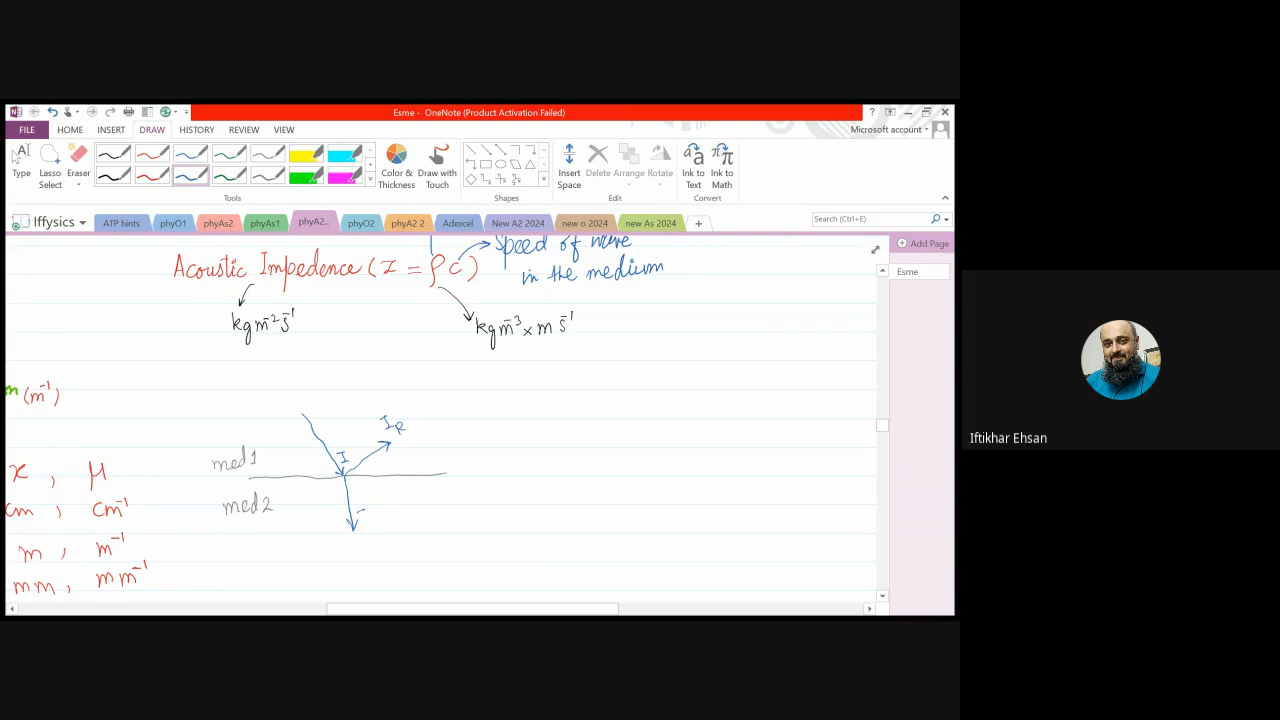 Esme - OneNote (Product Activation Failed)
FILE HOME INSERT DRAW HISTORY REVIEW VIEW
Microsoft account
Type Lasso Select Eraser
Color & Thickness Draw with Touch
Insert Space Delete Arrange Rotate
Ink to Text Ink to Math
Tools Shapes Edit Convert
Iffysics ATP hints phyO1 phyAs2 phyAs1 phyA2... phyO2 phyA2 2 Adexcel New A2 2024 new o 2024 new As 2024
Search (Ctrl+E)
Add Page
Esme
Speed of wave
in the medium
Acoustic Impedence (I = ρc)
kg m⁻² s⁻¹
kg m⁻³ × m s⁻¹
m (m⁻¹)
I_R
I
med1
med2
x , μ
cm , cm⁻¹
m , m⁻¹
mm , mm⁻¹
Iftikhar Ehsan